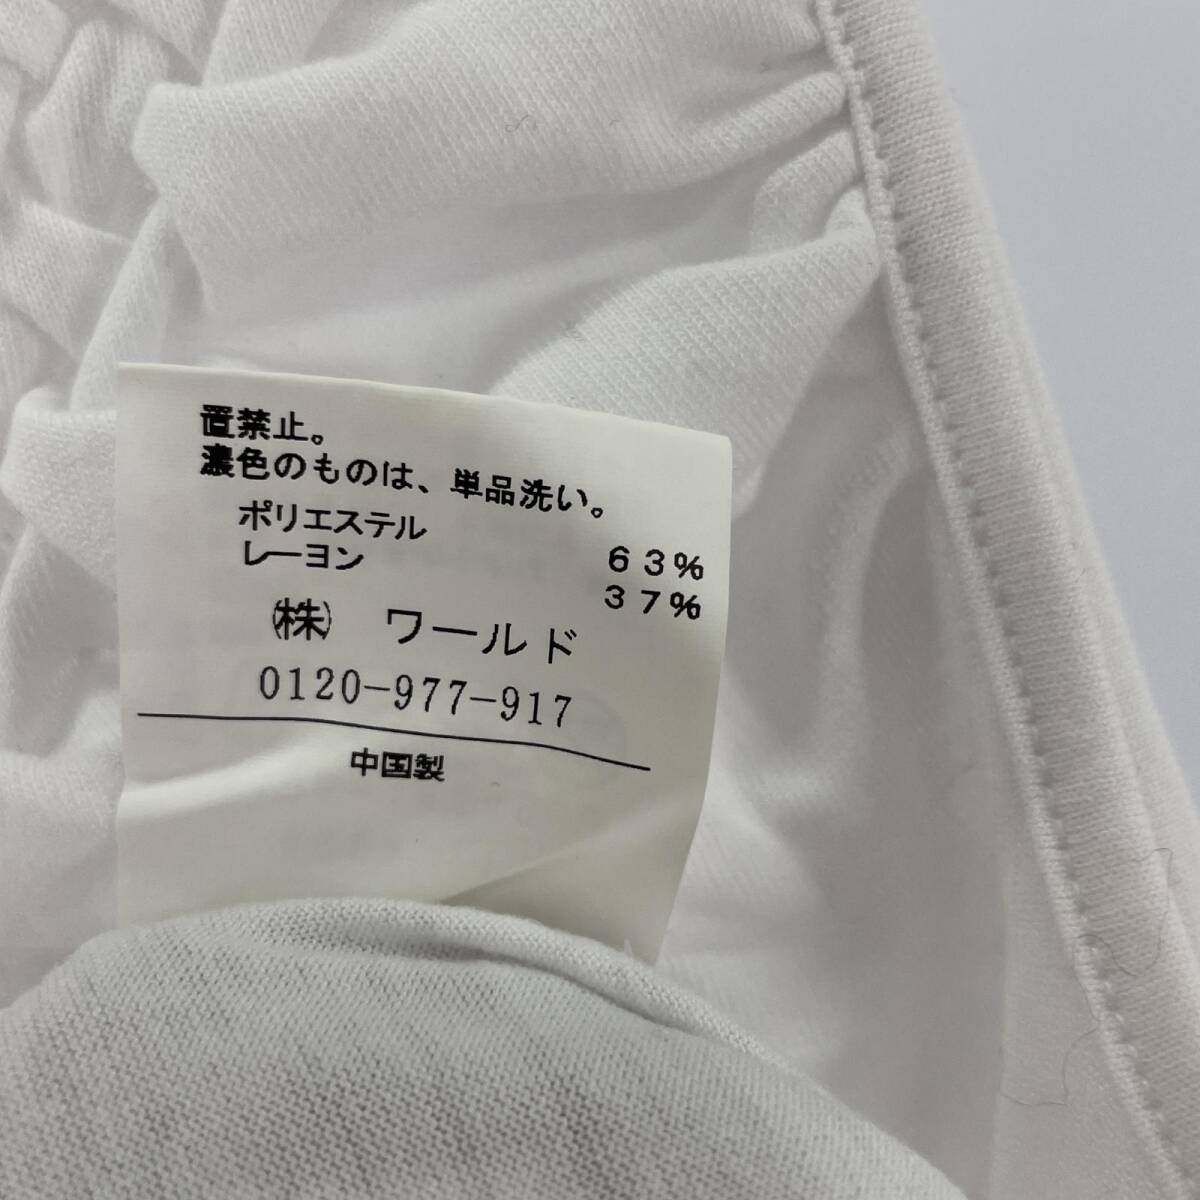 置禁止。
濃色のものは、単品洗い。
ポリエステル 63%
レーヨン 37%
㈱ ワールド
0120-977-917
中国製